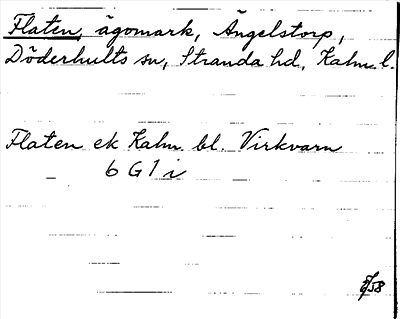 Flaten, ägomark, Ängelstorp,
Döderhults sn, Stranda hd, Kalm. l.
Flaten ek Kalm. bl. Virkvarn
6 G 1 i